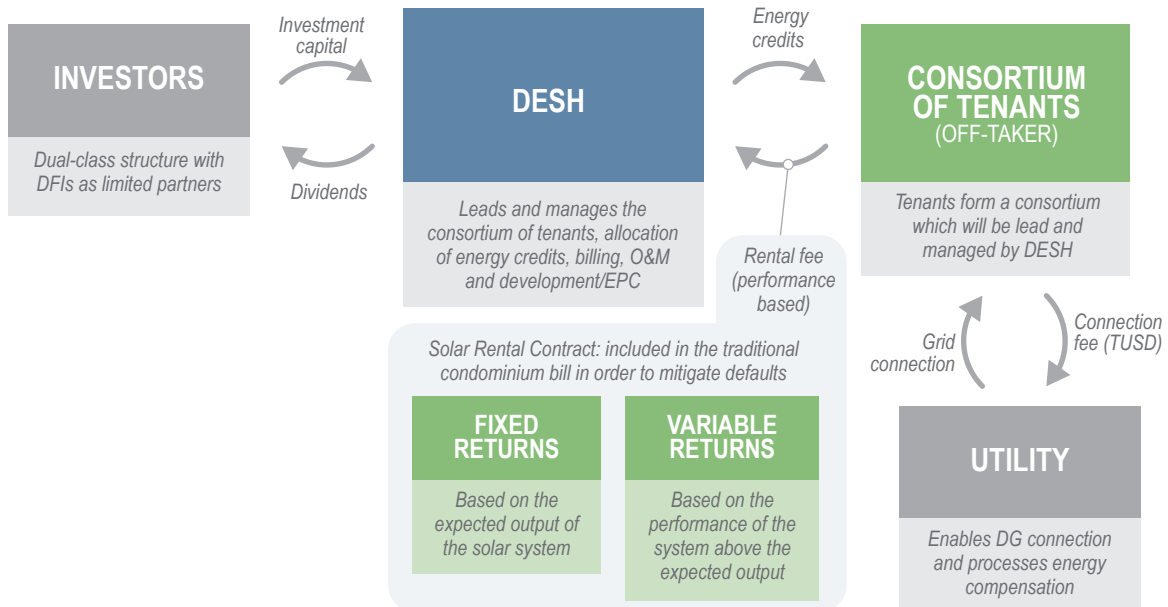 INVESTORS
Dual-class structure with
DFIs as limited partners
Investment
capital
Dividends
DESH
Leads and manages the
consortium of tenants, allocation
of energy credits, billing, O&M
and development/EPC
Energy
credits
Rental fee
(performance
based)
CONSORTIUM
OF TENANTS
(OFF-TAKER)
Tenants form a consortium
which will be lead and
managed by DESH
Solar Rental Contract: included in the traditional
condominium bill in order to mitigate defaults
FIXED
RETURNS
Based on the
expected output of
the solar system
VARIABLE
RETURNS
Based on the
performance of the
system above the
expected output
Grid
connection
Connection
fee (TUSD)
UTILITY
Enables DG connection
and processes energy
compensation